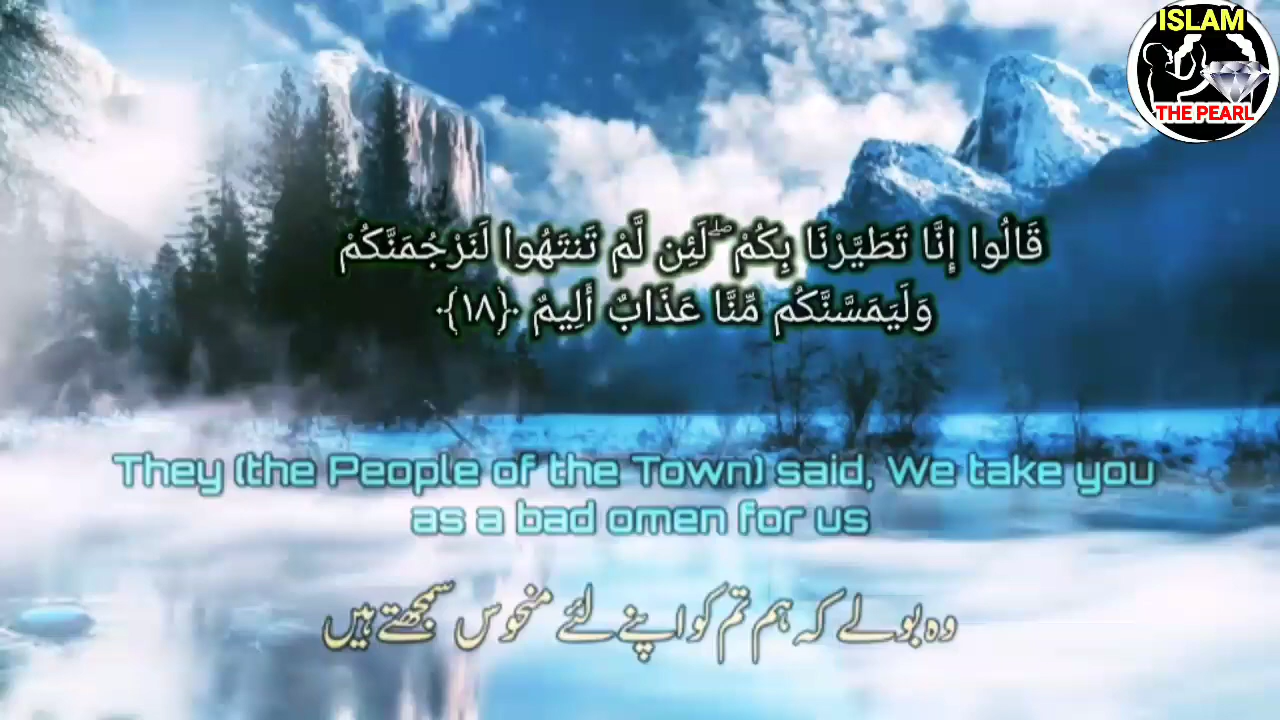 ISLAM
THE PEARL
قَالُوا إِنَّا تَطَيَّرْنَا بِكُمْ ۖ لَئِن لَّمْ تَنتَهُوا لَنَرْجُمَنَّكُمْ
وَلَيَمَسَّنَّكُم مِّنَّا عَذَابٌ أَلِيمٌ ﴿١٨﴾
They (the People of the Town) said, We take you
as a bad omen for us
وہ بولے کہ ہم تم کو اپنے لئے منحوس سمجھتے ہیں